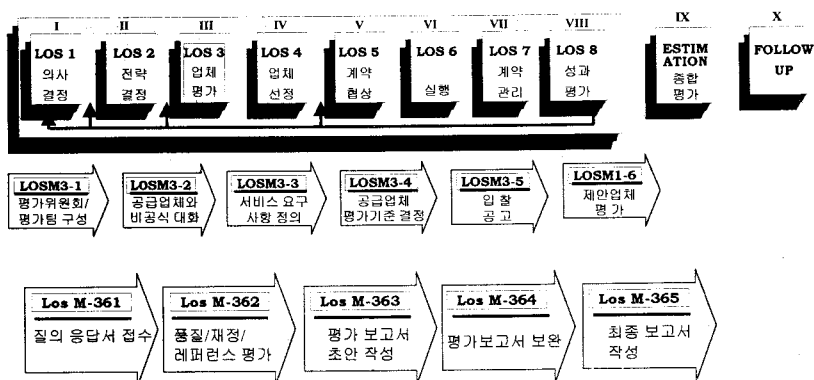 I II III IV V VI VII VIII IX X
LOS 1 LOS 2 LOS 3 LOS 4 LOS 5 LOS 6 LOS 7 LOS 8 ESTIM FOLLOW
의사 전략 업체 업체 계약 계약 성과 ATION UP
결정 결정 평가 선정 협상 실행 관리 평가 종합
평가
LOSM3-1 LOSM3-2 LOSM3-3 LOSM3-4 LOSM3-5 LOSM1-6
평가위원회/ 공급업체와 서비스 요구 공급업체 입 찰 제안업체
평가팀 구성 비공식 대화 사항 정의 평가기준 결정 공 고 평 가
Los M-361 Los M-362 Los M-363 Los M-364 Los M-365
질의 응답서 접수 품질/재정/ 평가 보고서 평가보고서 보완 최종 보고서
레퍼런스 평가 초안 작성 작성